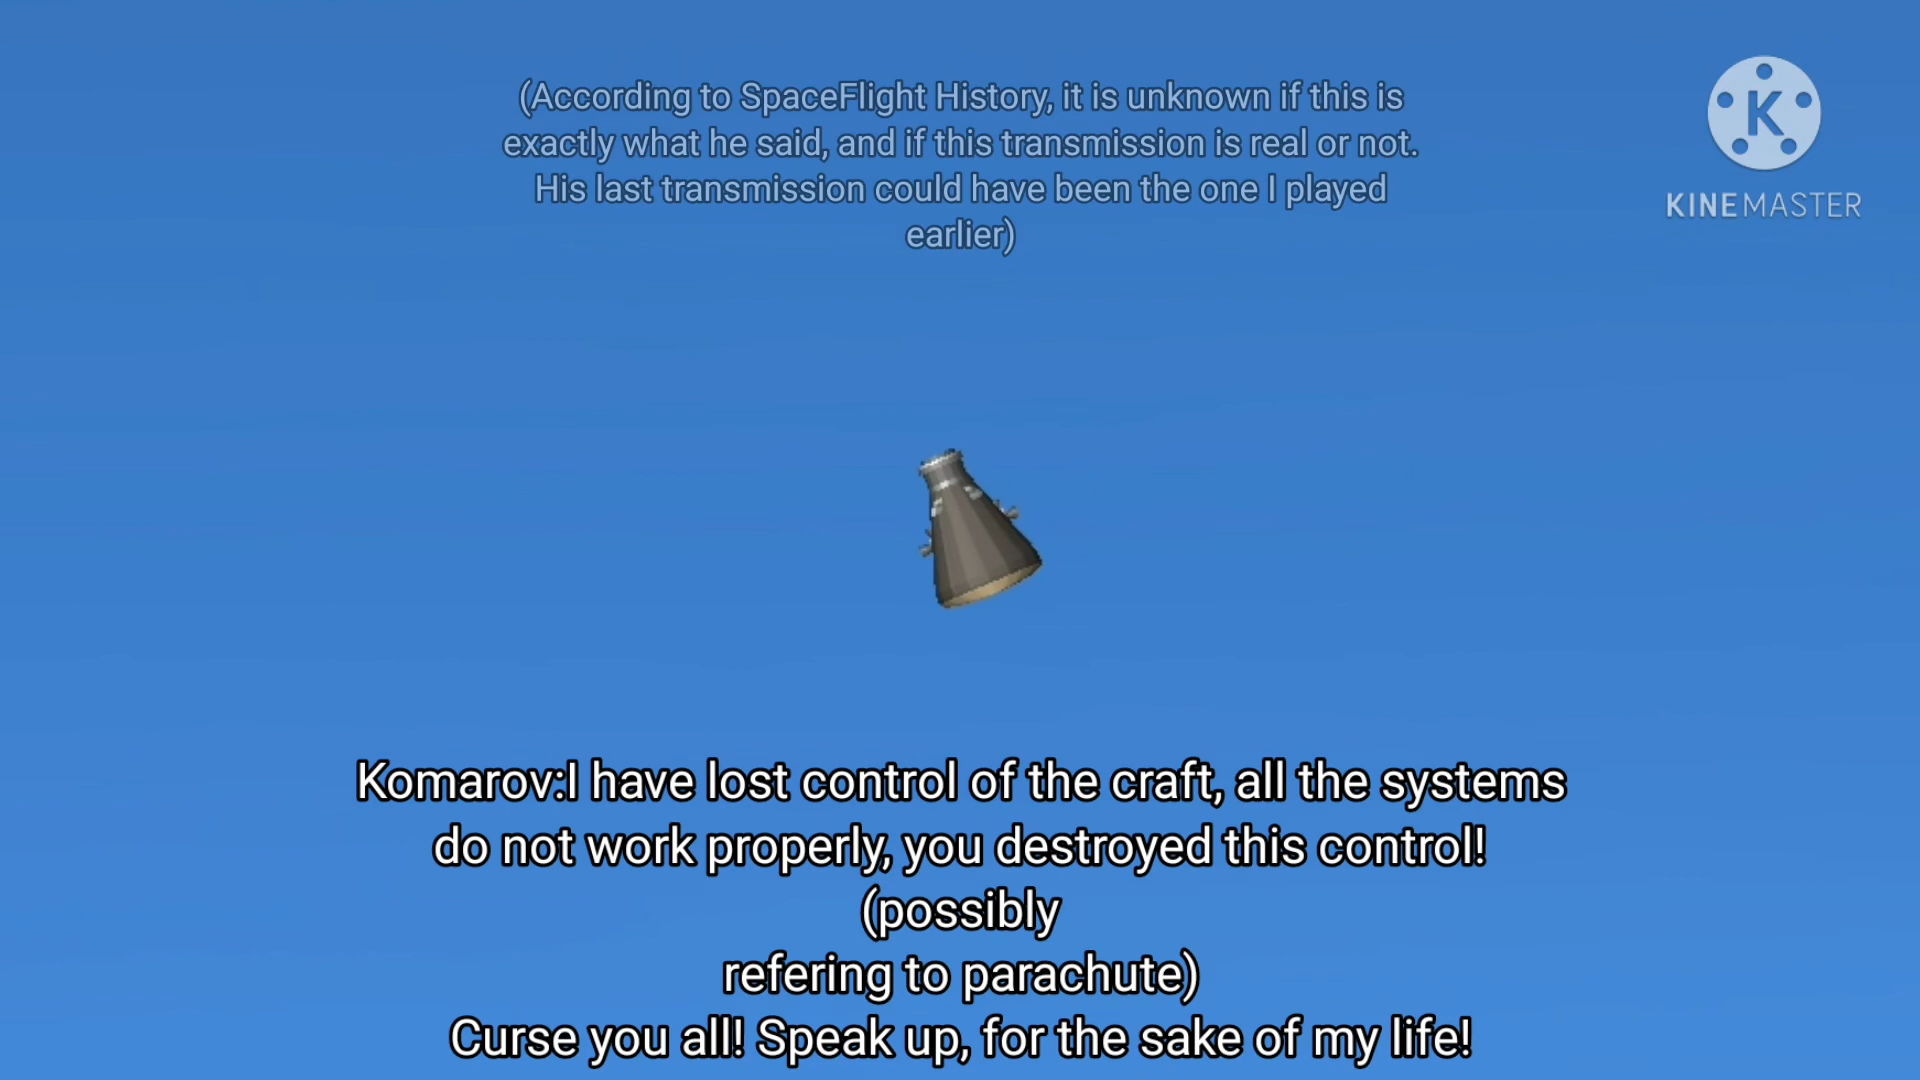 (According to SpaceFlight History, it is unknown if this is
exactly what he said, and if this transmission is real or not.
His last transmission could have been the one I played
earlier)
K
KINEMASTER
Komarov:I have lost control of the craft, all the systems
do not work properly, you destroyed this control!
(possibly
refering to parachute)
Curse you all! Speak up, for the sake of my life!